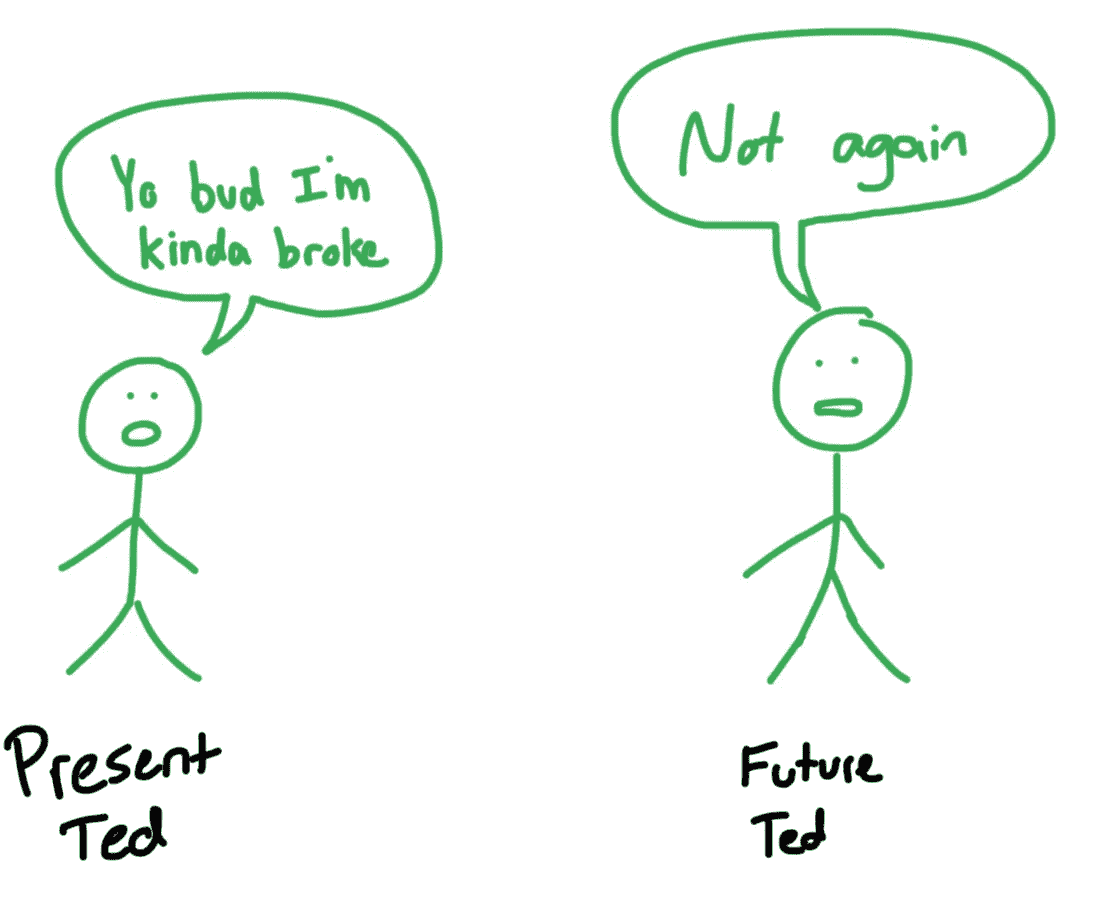 Yo bud I'm
kinda broke
Not again
Present
Ted
Future
Ted